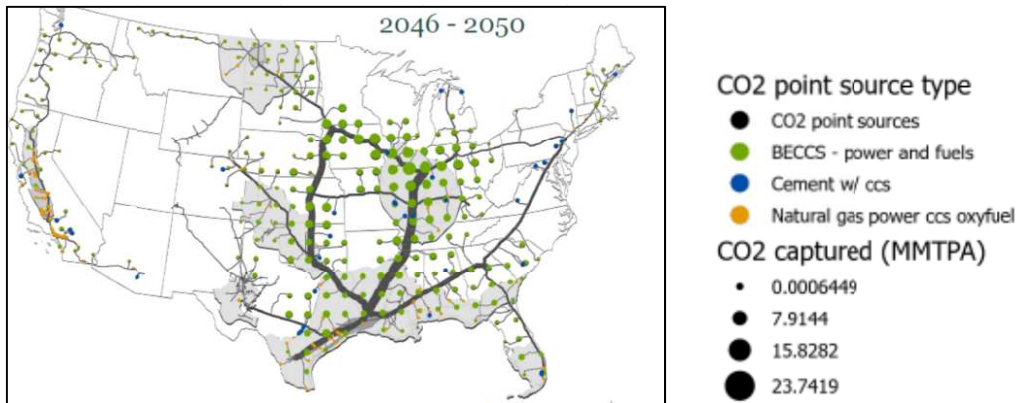 2046 - 2050
CO2 point source type
CO2 point sources
BECCS - power and fuels
Cement w/ ccs
Natural gas power ccs oxyfuel
CO2 captured (MMTPA)
0.0006449
7.9144
15.8282
23.7419